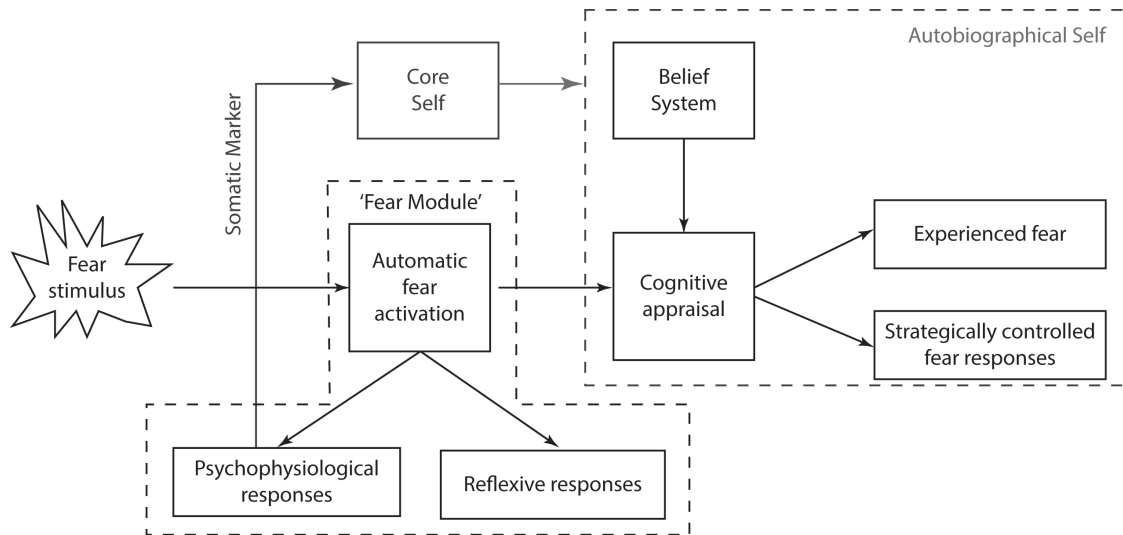 Autobiographical Self
Core
Self
Belief
System
Somatic Marker
‘Fear Module’
Fear
stimulus
Automatic
fear
activation
Cognitive
appraisal
Experienced fear
Strategically controlled
fear responses
Psychophysiological
responses
Reflexive responses